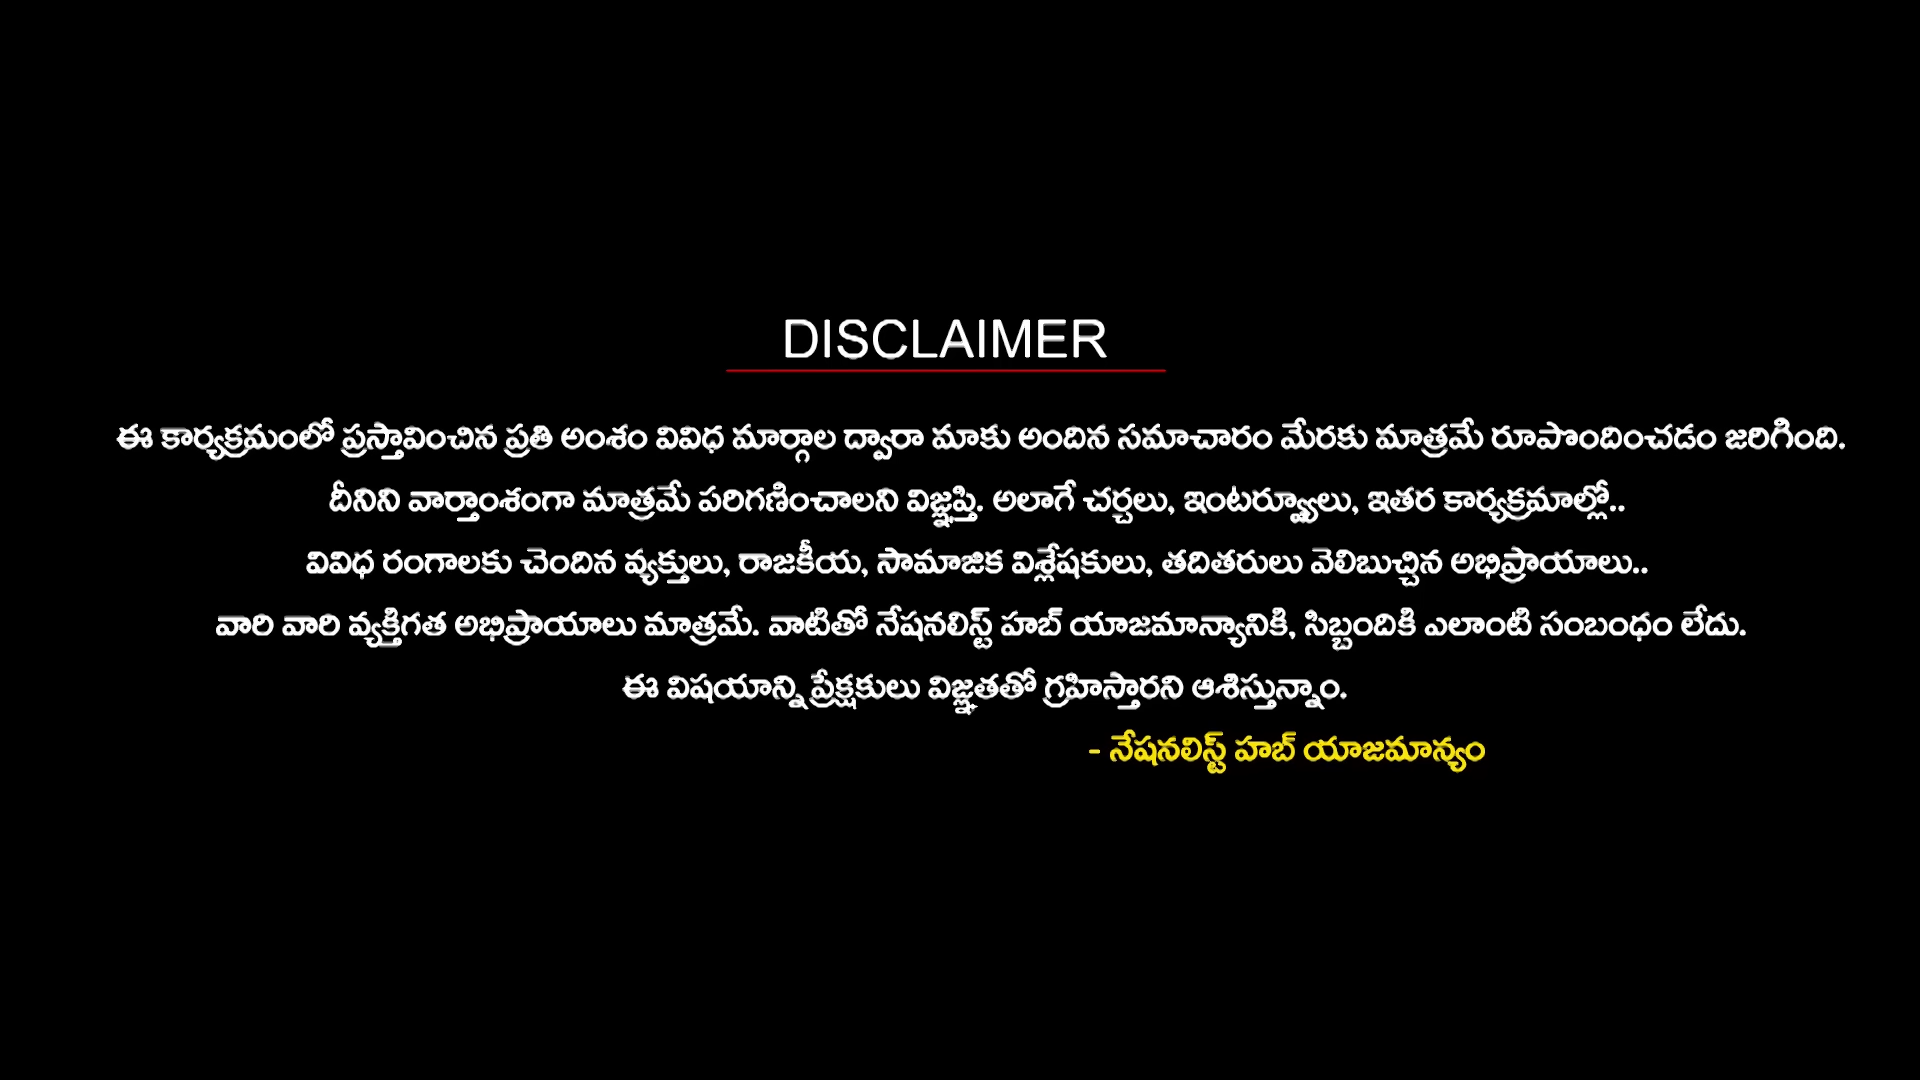 DISCLAIMER
ఈ కార్యక్రమంలో ప్రస్తావించిన ప్రతి అంశం వివిధ మార్గాల ద్వారా మాకు అందిన సమాచారం మేరకు మాత్రమే రూపొందించడం జరిగింది.
దీనిని వార్తాంశంగా మాత్రమే పరిగణించాలని విజ్ఞప్తి. అలాగే చర్చలు, ఇంటర్వ్యూలు, ఇతర కార్యక్రమాల్లో..
వివిధ రంగాలకు చెందిన వ్యక్తులు, రాజకీయ, సామాజిక విశ్లేషకులు, తదితరులు వెలిబుచ్చిన అభిప్రాయాలు..
వారి వారి వ్యక్తిగత అభిప్రాయాలు మాత్రమే. వాటితో నేషనలిస్ట్ హబ్ యాజమాన్యానికి, సిబ్బందికి ఎలాంటి సంబంధం లేదు.
ఈ విషయాన్ని ప్రేక్షకులు విజ్ఞతతో గ్రహిస్తారని ఆశిస్తున్నాం.
- నేషనలిస్ట్ హబ్ యాజమాన్యం